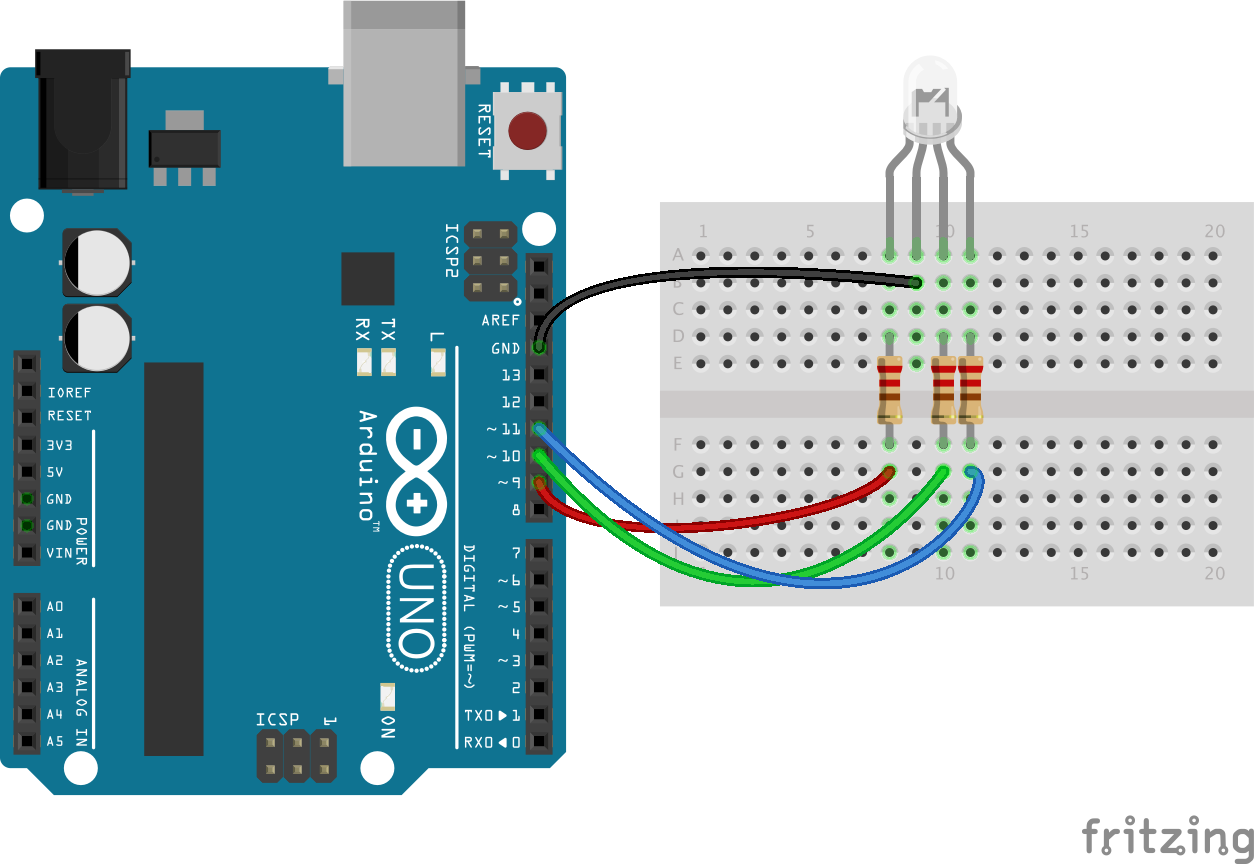 RESET
ICSP2
AREF
GND
13
12
~11
~10
~9
8
7
~6
~5
4
~3
2
TX0▶1
RX0◀0
RX
TX
L
Arduino™
UNO
DIGITAL (PWM=~)
IOREF
RESET
3V3
5V
GND
GND
VIN
POWER
A0
A1
A2
A3
A4
A5
ANALOG IN
ICSP 1
ON
1 5 10 15 20
A
B
C
D
E
F
G
H
10 15 20
fritzing